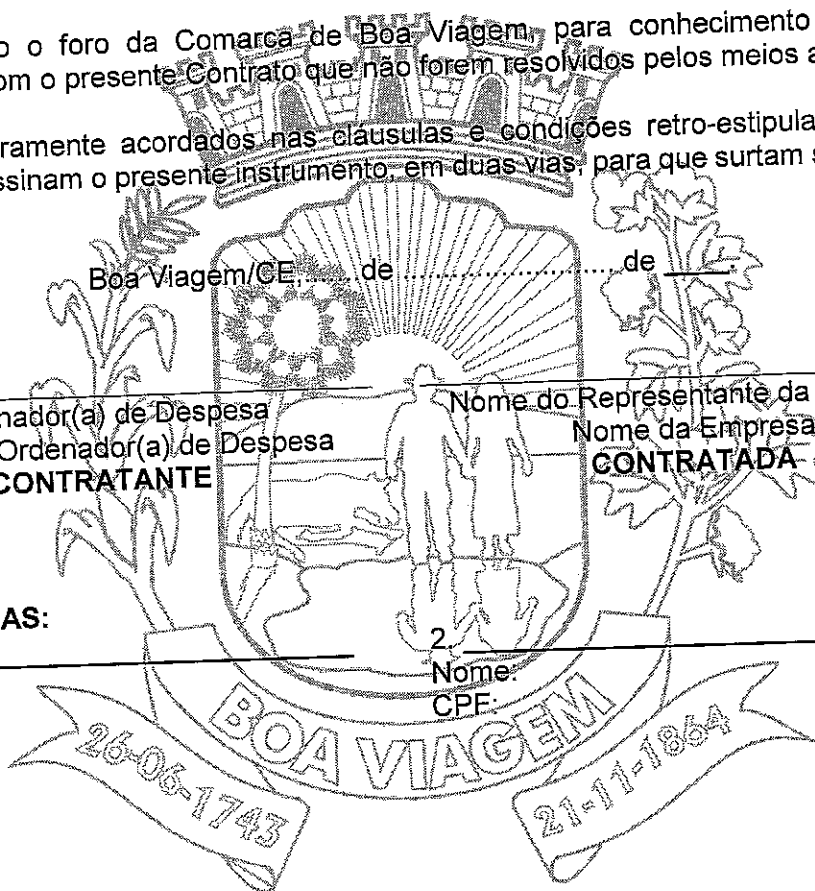 o o foro da Comarca de Boa Viagem, para conhecimento
om o presente Contrato que não forem resolvidos pelos meios a
ramente acordados nas cláusulas e condições retro-estipula
ssinam o presente instrumento, em duas vias, para que surtam s
Boa Viagem/CE, ...... de ........................ de ______.
nador(a) de Despesa
Nome do Representante da
Ordenador(a) de Despesa
Nome da Empresa
CONTRATANTE
CONTRATADA
AS:
2.
Nome:
CPF:
BOA VIAGEM
26-06-1743
21-11-1864